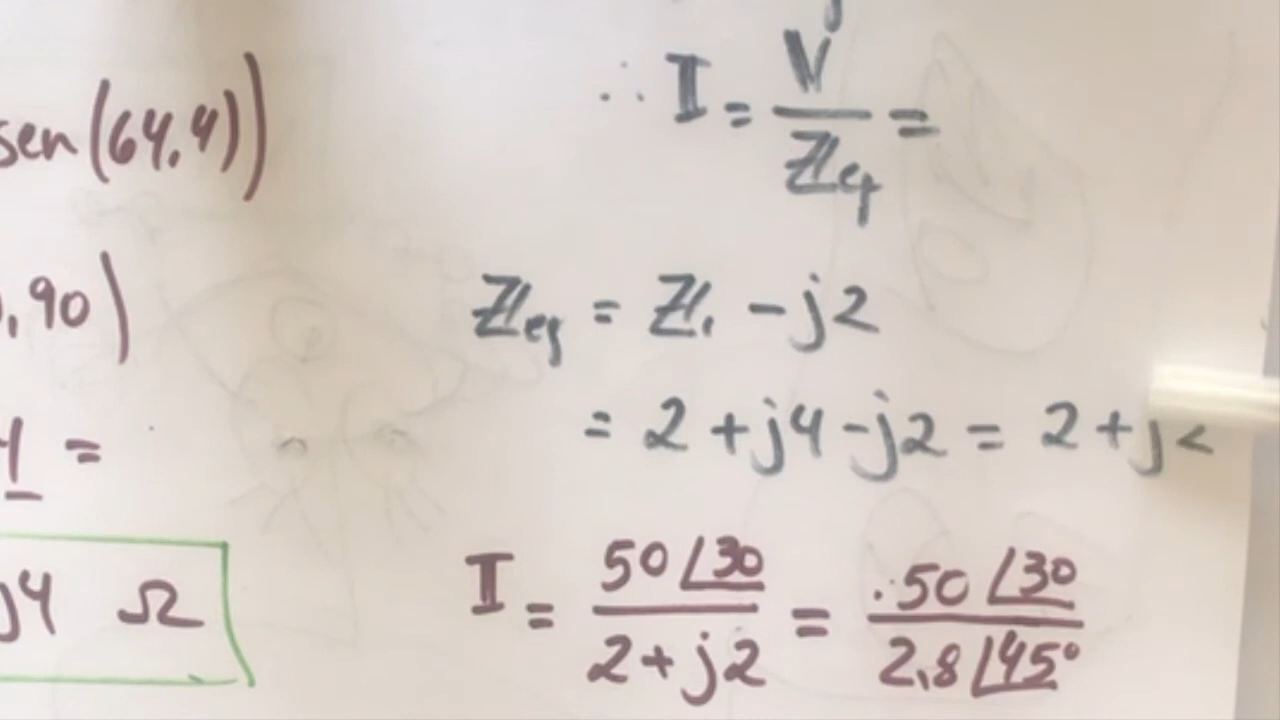 sen(64,4))
,90)
4 =
j4 Ω
∴ I = V / Zeq =
Zeq = Z1 - j2
= 2 + j4 - j2 = 2 + j2
I = 50∠30 / 2 + j2 = 50∠30 / 2,8∠45°